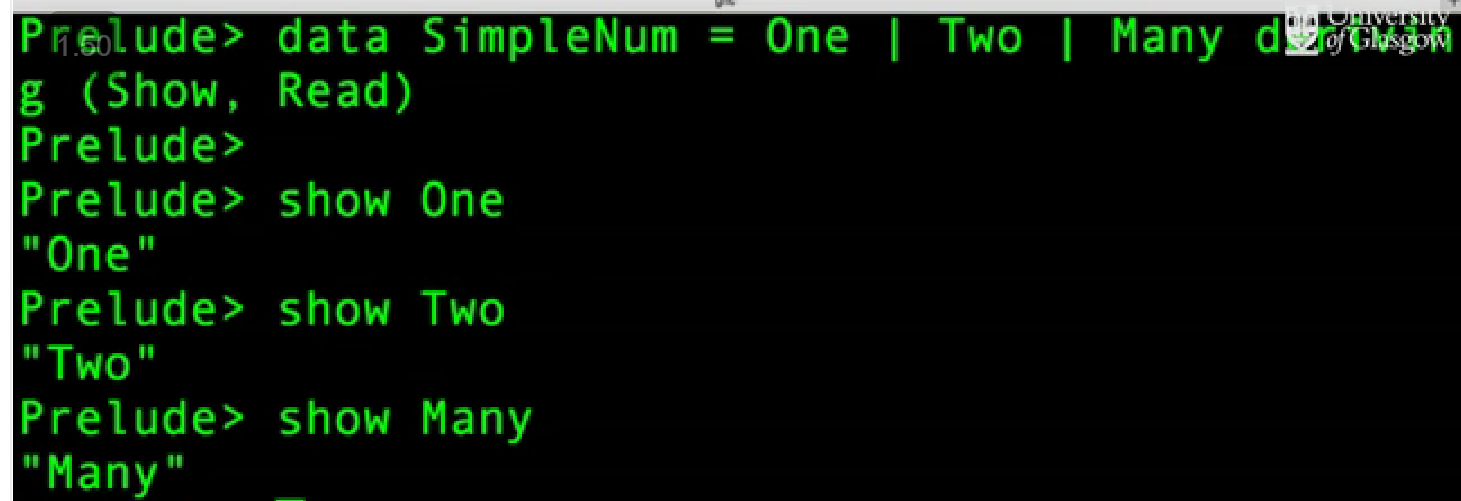 Prelude> data SimpleNum = One | Two | Many derivin
g (Show, Read)
Prelude>
Prelude> show One
"One"
Prelude> show Two
"Two"
Prelude> show Many
"Many"
1.50
University
of Glasgow